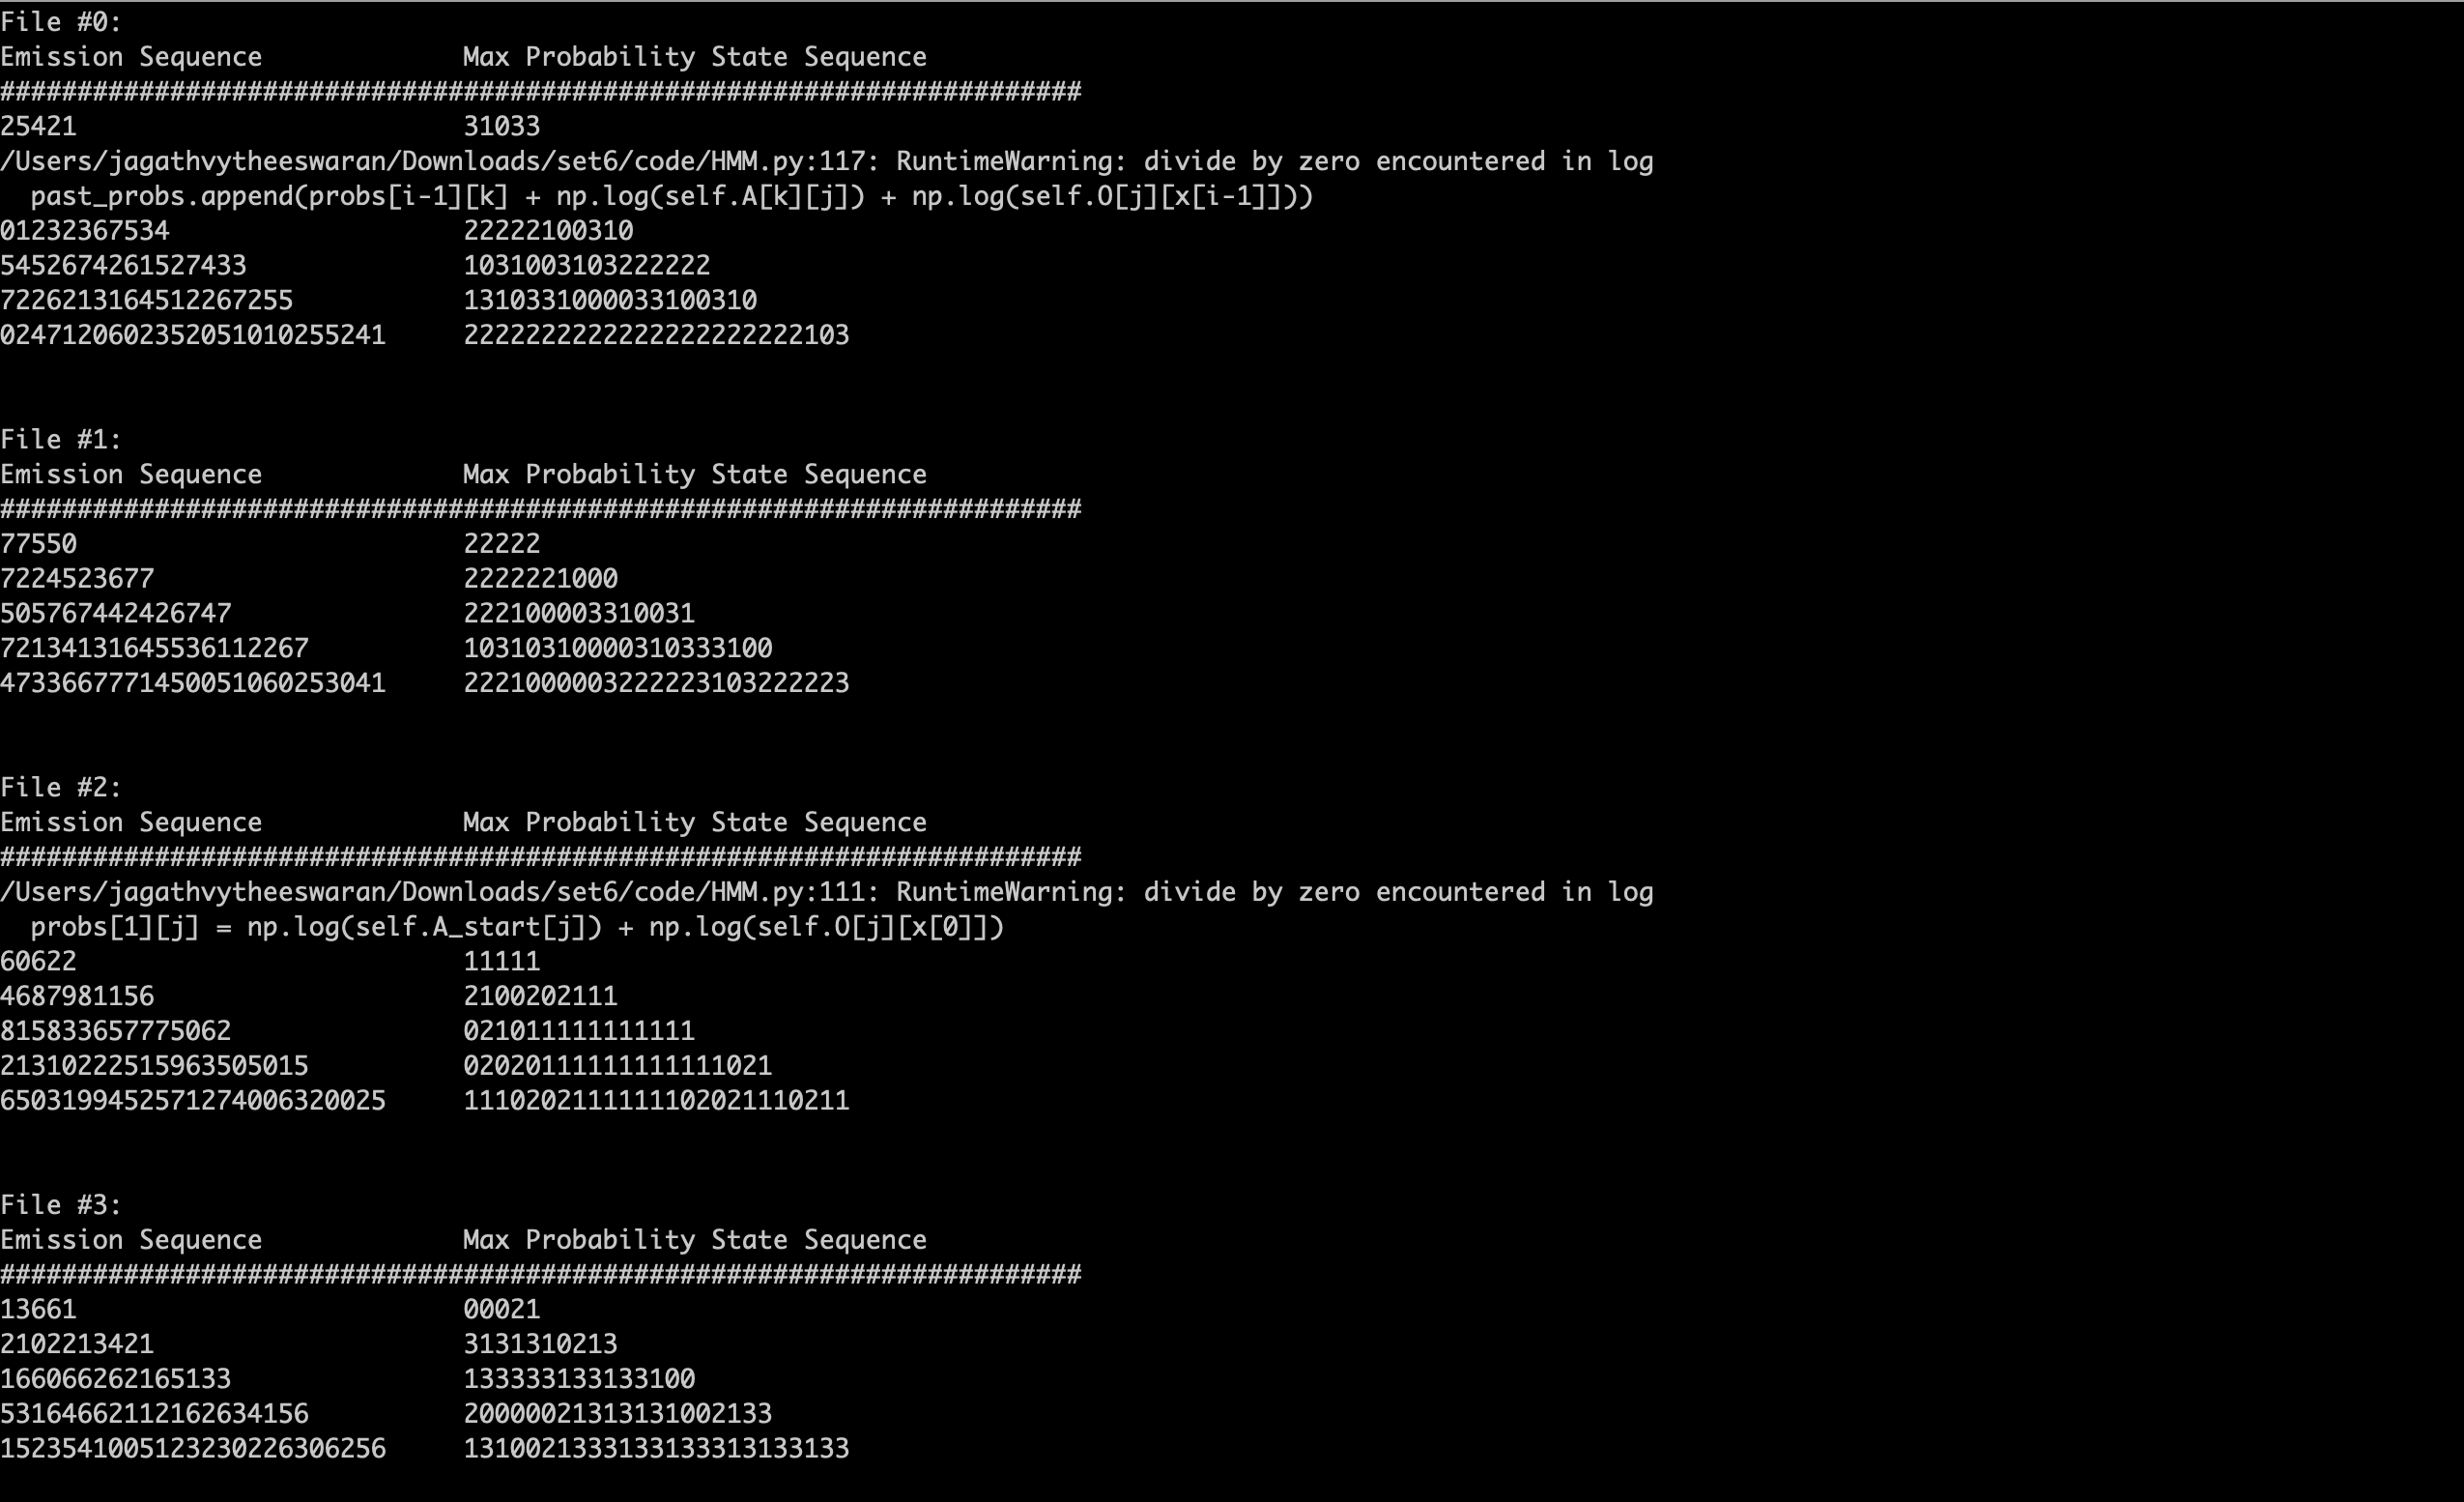 File #0:
Emission Sequence             Max Probability State Sequence
######################################################################
25421                         31033
/Users/jagathvytheeswaran/Downloads/set6/code/HMM.py:117: RuntimeWarning: divide by zero encountered in log
  past_probs.append(probs[i-1][k] + np.log(self.A[k][j]) + np.log(self.O[j][x[i-1]]))
01232367534                   22222100310
5452674261527433              1031003103222222
7226213164512267255           1310331000033100310
0247120602352051010255241     2222222222222222222222103
File #1:
Emission Sequence             Max Probability State Sequence
######################################################################
77550                         22222
7224523677                    2222221000
505767442426747               222100003310031
72134131645536112267          10310310000310333100
4733667771450051060253041     2221000003222223103222223
File #2:
Emission Sequence             Max Probability State Sequence
######################################################################
/Users/jagathvytheeswaran/Downloads/set6/code/HMM.py:111: RuntimeWarning: divide by zero encountered in log
  probs[1][j] = np.log(self.A_start[j]) + np.log(self.O[j][x[0]])
60622                         11111
4687981156                    2100202111
815833657775062               021011111111111
21310222515963505015          02020111111111111021
6503199452571274006320025     1110202111111102021110211
File #3:
Emission Sequence             Max Probability State Sequence
######################################################################
13661                         00021
2102213421                    3131310213
166066262165133               133333133133100
53164662112162634156          20000021313131002133
1523541005123230226306256     1310021333133133313133133